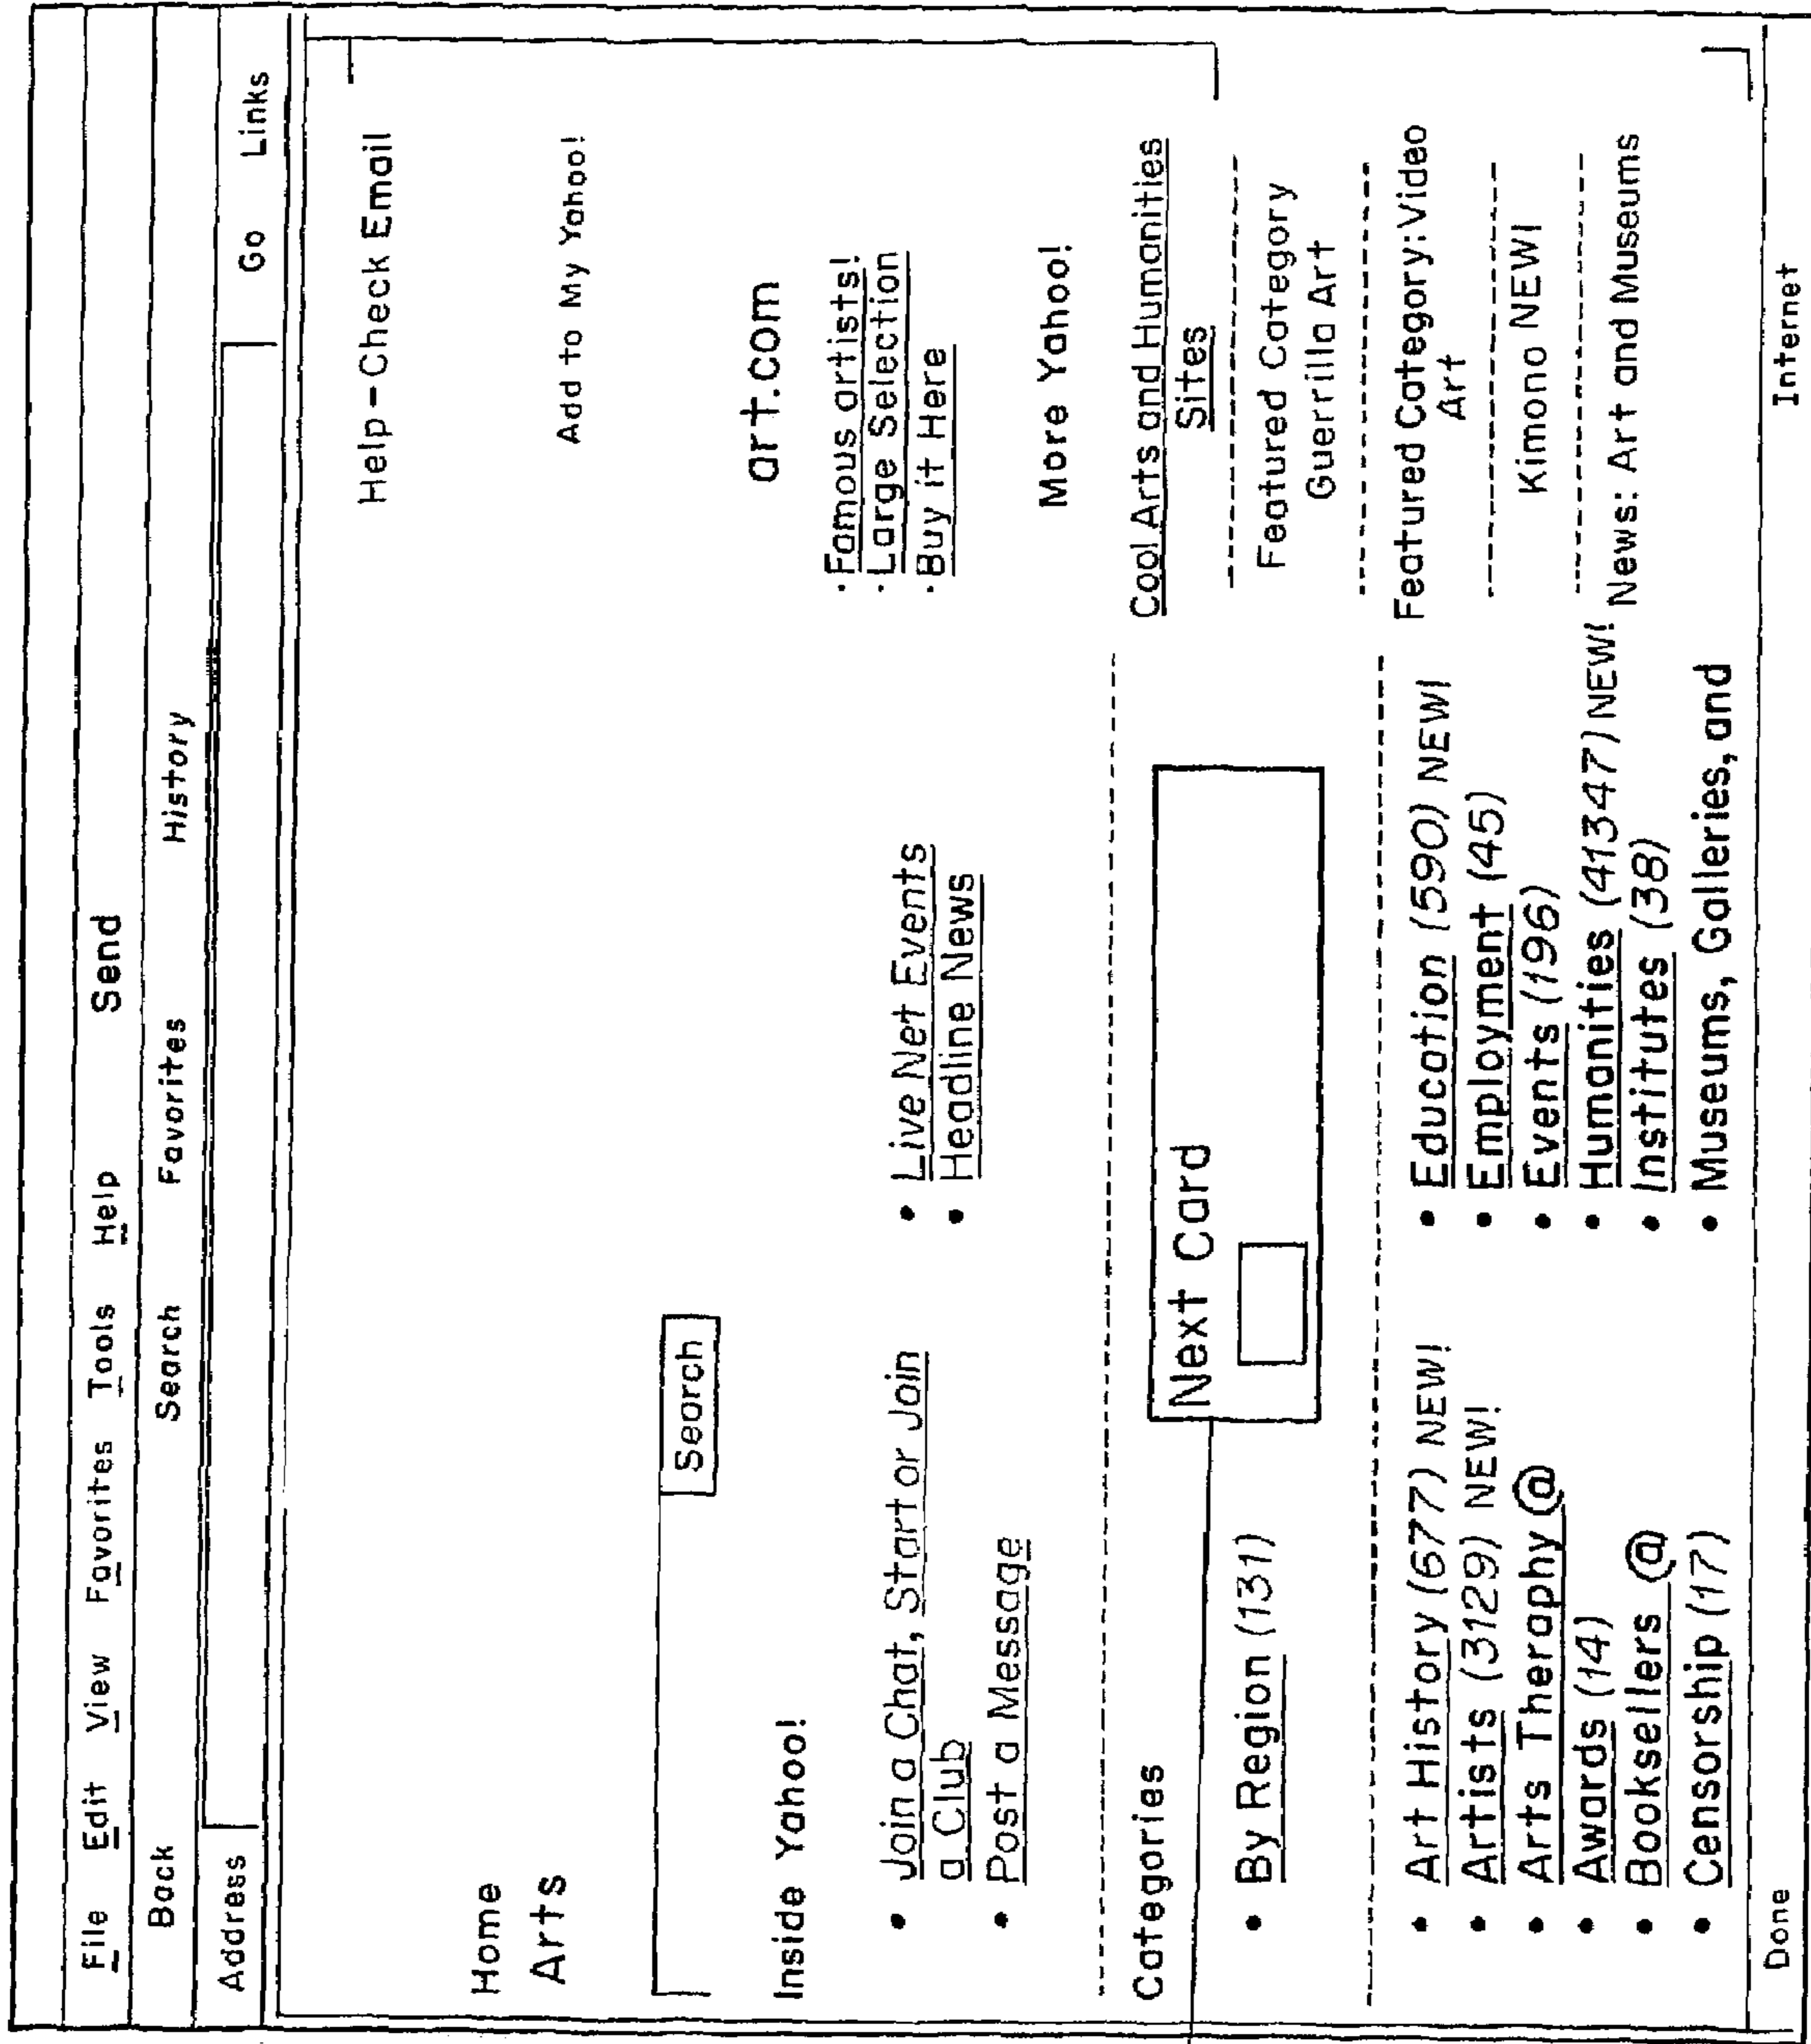 File Edit View Favorites Tools Help Send
Back Search Favorites History
Address Go Links
Help-Check Email
Home
Arts
Add to My Yahoo!
Search
Inside Yahoo!
art.com
• Join a Chat, Start or Join
a Club
• Post a Message
• Live Net Events
• Headline News
· Famous artists!
· Large Selection
· Buy it Here
More Yahoo!
Categories
Next Card
• By Region (131)
Cool Arts and Humanities
Sites
Featured Category
Guerrilla Art
Featured Category: Video
Art
Kimono NEW!
News: Art and Museums
• Art History (677) NEW!
• Artists (3129) NEW!
• Arts Theraphy @
• Awards (14)
• Booksellers @
• Censorship (17)
• Education (590) NEW!
• Employment (45)
• Events (196)
• Humanities (41347) NEW!
• Institutes (38)
• Museums, Galleries, and
Done Internet